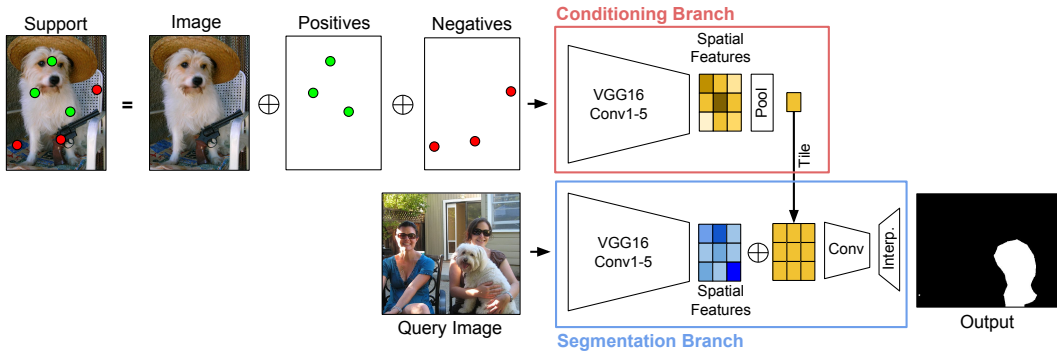 Conditioning Branch
Support
Image
Positives
Negatives
Spatial
Features
=
VGG16
Conv1-5
Pool
Tile
VGG16
Conv1-5
Spatial
Features
Conv
Interp.
Query Image
Segmentation Branch
Output